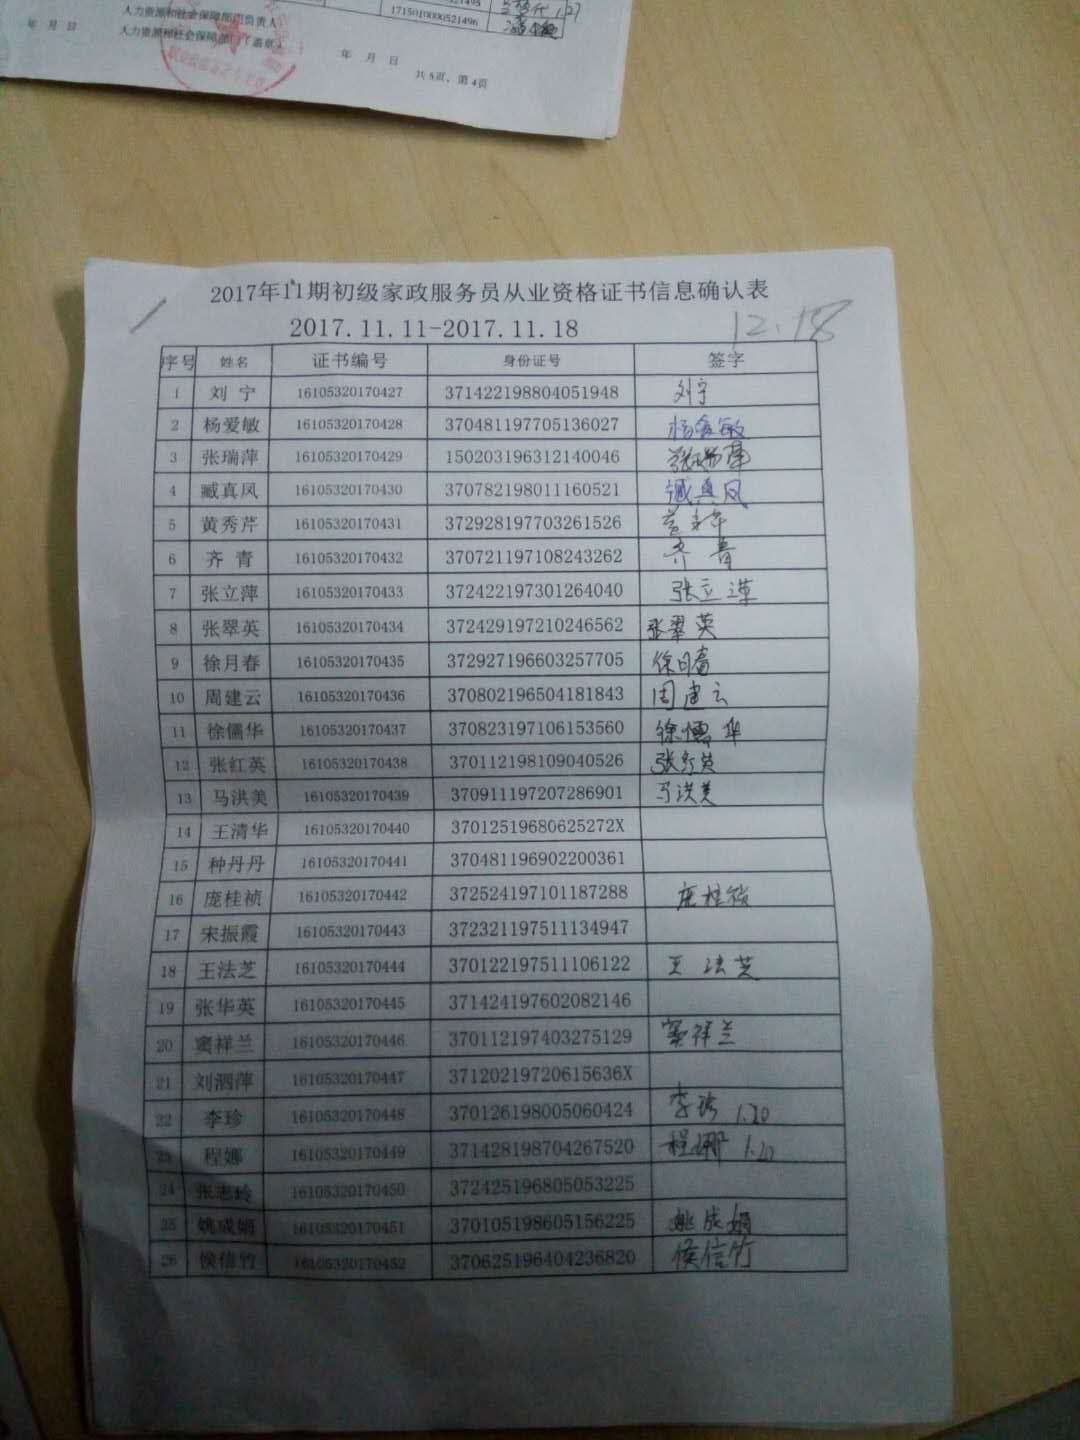 171501000052​1496
人力资源和社会保障部门负责人
年 月 日
人力资源和社会保障部门（盖章）
年 月 日
共 5页，第 4页
2017年11期初级家政服务员从业资格证书信息确认表
2017.11.11-2017.11.18 12.18
序号 姓名 证书编号 身份证号 签字
1 刘 宁 16105320170427 371422198804051948 刘宁
2 杨爱敏 16105320170428 370481197705136027 杨爱敏
3 张瑞萍 16105320170429 150203196312140046 张瑞萍
4 臧真凤 16105320170430 370782198011160521 臧真凤
5 黄秀芹 16105320170431 372928197703261526 黄秀芹
6 齐 青 16105320170432 370721197108243262 齐 青
7 张立萍 16105320170433 372422197301264040 张立萍
8 张翠英 16105320170434 372429197210246562 张翠英
9 徐月春 16105320170435 372927196603257705 徐月春
10 周建云 16105320170436 370802196504181843 周建云
11 徐儒华 16105320170437 370823197106153560 徐儒华
12 张红英 16105320170438 370112198109040526 张红英
13 马洪美 16105320170439 370911197207286901 马洪美
14 王清华 16105320170440 37012519680625272X
15 种丹丹 16105320170441 370481196902200361
16 庞桂祯 16105320170442 372524197101187288 庞桂祯
17 宋振霞 16105320170443 372321197511134947
18 王法芝 16105320170444 370122197511106122 王法芝
19 张华英 16105320170445 371424197602082146
20 窦祥兰 16105320170446 370112197403275129 窦祥兰
21 刘泗萍 16105320170447 37120219720615636X
22 李珍 16105320170448 370126198005060424 李珍 1.20
23 程娜 16105320170449 371428198704267520 程娜 1.20
24 张志玲 16105320170450 372425196805053225
25 姚成娟 16105320170451 370105198605156225 姚成娟
26 侯信竹 16105320170452 370625196404236820 侯信竹